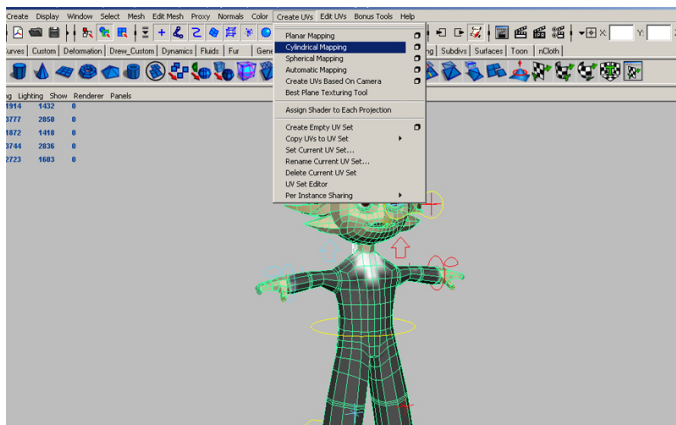 Create Display Window Select Mesh Edit Mesh Proxy Normals Color Create UVs Edit UVs Bonus Tools Help
X: Y:
urves Custom Deformation Drew_Custom Dynamics Fluids Fur Gene ng Subdivs Surfaces Toon nCloth
ng Lighting Show Renderer Panels
1914 1432 0
3777 2850 0
1872 1418 0
3744 2836 0
2723 1603 0
Planar Mapping
Cylindrical Mapping
Spherical Mapping
Automatic Mapping
Create UVs Based On Camera
Best Plane Texturing Tool
Assign Shader to Each Projection
Create Empty UV Set
Copy UVs to UV Set
Set Current UV Set...
Rename Current UV Set...
Delete Current UV Set
UV Set Editor
Per Instance Sharing